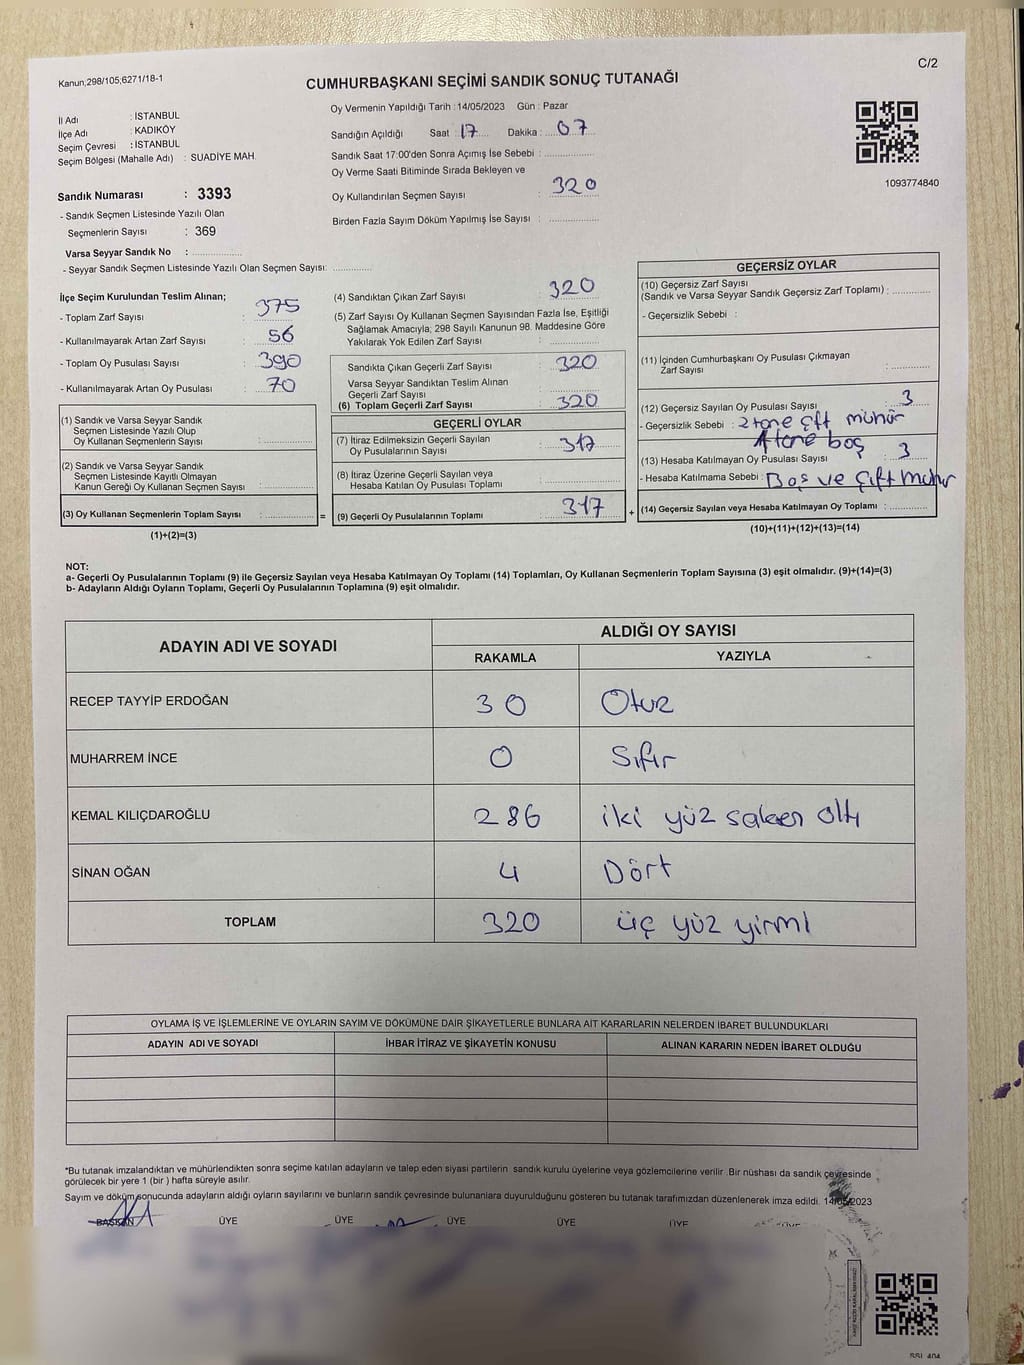 C/2
Kanun,298/105,6271/18-1
CUMHURBAŞKANI SEÇİMİ SANDIK SONUÇ TUTANAĞI
İl Adı : İSTANBUL
İlçe Adı : KADIKÖY
Seçim Çevresi : İSTANBUL
Seçim Bölgesi (Mahalle Adı) : SUADİYE MAH.
Sandık Numarası : 3393
- Sandık Seçmen Listesinde Yazılı Olan
Seçmenlerin Sayısı : 369
Varsa Seyyar Sandık No :
- Seyyar Sandık Seçmen Listesinde Yazılı Olan Seçmen Sayısı:
Oy Vermenin Yapıldığı Tarih : 14/05/2023 Gün : Pazar
Sandığın Açıldığı Saat : 17 Dakika : 07
Sandık Saat 17:00'den Sonra Açımış İse Sebebi :
Oy Verme Saati Bitiminde Sırada Bekleyen ve
Oy Kullandırılan Seçmen Sayısı : 320
Birden Fazla Sayım Döküm Yapılmış İse Sayısı :
1093774840
İlçe Seçim Kurulundan Teslim Alınan;
- Toplam Zarf Sayısı : 375
- Kullanılmayarak Artan Zarf Sayısı : 56
- Toplam Oy Pusulası Sayısı : 390
- Kullanılmayarak Artan Oy Pusulası : 70
(1) Sandık ve Varsa Seyyar Sandık
Seçmen Listesinde Yazılı Olup
Oy Kullanan Seçmenlerin Sayısı :
(2) Sandık ve Varsa Seyyar Sandık
Seçmen Listesinde Kayıtlı Olmayan
Kanun Gereği Oy Kullanan Seçmen Sayısı :
(3) Oy Kullanan Seçmenlerin Toplam Sayısı : =
(1)+(2)=(3)
(4) Sandıktan Çıkan Zarf Sayısı : 320
(5) Zarf Sayısı Oy Kullanan Seçmen Sayısından Fazla İse, Eşitliği
Sağlamak Amacıyla; 298 Sayılı Kanunun 98. Maddesine Göre
Yakılarak Yok Edilen Zarf Sayısı :
Sandıkta Çıkan Geçerli Zarf Sayısı : 320
Varsa Seyyar Sandıktan Teslim Alınan
Geçerli Zarf Sayısı :
(6) Toplam Geçerli Zarf Sayısı : 320
GEÇERLİ OYLAR
(7) İtiraz Edilmeksizin Geçerli Sayılan
Oy Pusulalarının Sayısı : 317
(8) İtiraz Üzerine Geçerli Sayılan veya
Hesaba Katılan Oy Pusulası Toplamı :
(9) Geçerli Oy Pusulalarının Toplamı : 317 +
GEÇERSİZ OYLAR
(10) Geçersiz Zarf Sayısı
(Sandık ve Varsa Seyyar Sandık Geçersiz Zarf Toplamı) :
- Geçersizlik Sebebi :
(11) İçinden Cumhurbaşkanı Oy Pusulası Çıkmayan
Zarf Sayısı :
(12) Geçersiz Sayılan Oy Pusulası Sayısı : 3
- Geçersizlik Sebebi : 2 tane çift mühür
1 tane boş
(13) Hesaba Katılmayan Oy Pusulası Sayısı : 3
- Hesaba Katılmama Sebebi : Boş ve çift mühür
(14) Geçersiz Sayılan veya Hesaba Katılmayan Oy Toplamı :
(10)+(11)+(12)+(13)=(14)
NOT:
a- Geçerli Oy Pusulalarının Toplamı (9) ile Geçersiz Sayılan veya Hesaba Katılmayan Oy Toplamı (14) Toplamları, Oy Kullanan Seçmenlerin Toplam Sayısına (3) eşit olmalıdır. (9)+(14)=(3)
b- Adayların Aldığı Oyların Toplamı, Geçerli Oy Pusulalarının Toplamına (9) eşit olmalıdır.
ADAYIN ADI VE SOYADI
ALDIĞI OY SAYISI
RAKAMLA YAZIYLA
RECEP TAYYİP ERDOĞAN 30 Otuz
MUHARREM İNCE 0 Sıfır
KEMAL KILIÇDAROĞLU 286 iki yüz seksen altı
SİNAN OĞAN 4 Dört
TOPLAM 320 üç yüz yirmi
OYLAMA İŞ VE İŞLEMLERİNE VE OYLARIN SAYIM VE DÖKÜMÜNE DAİR ŞİKAYETLERLE BUNLARA AİT KARARLARIN NELERDEN İBARET BULUNDUKLARI
ADAYIN ADI VE SOYADI İHBAR İTİRAZ VE ŞİKAYETİN KONUSU ALINAN KARARIN NEDEN İBARET OLDUĞU
*Bu tutanak imzalandıktan ve mühürlendikten sonra seçime katılan adayların ve talep eden siyasi partilerin sandık kurulu üyelerine veya gözlemcilerine verilir. Bir nüshası da sandık çevresinde
görülecek bir yere 1 (bir) hafta süreyle asılır.
Sayım ve döküm sonucunda adayların aldığı oyların sayılarını ve bunların sandık çevresinde bulunanlara duyurulduğunu gösteren bu tutanak tarafımızdan düzenlenerek imza edildi. 14/05/2023
BAŞKAN ÜYE ÜYE ÜYE ÜYE ÜYE ÜYE